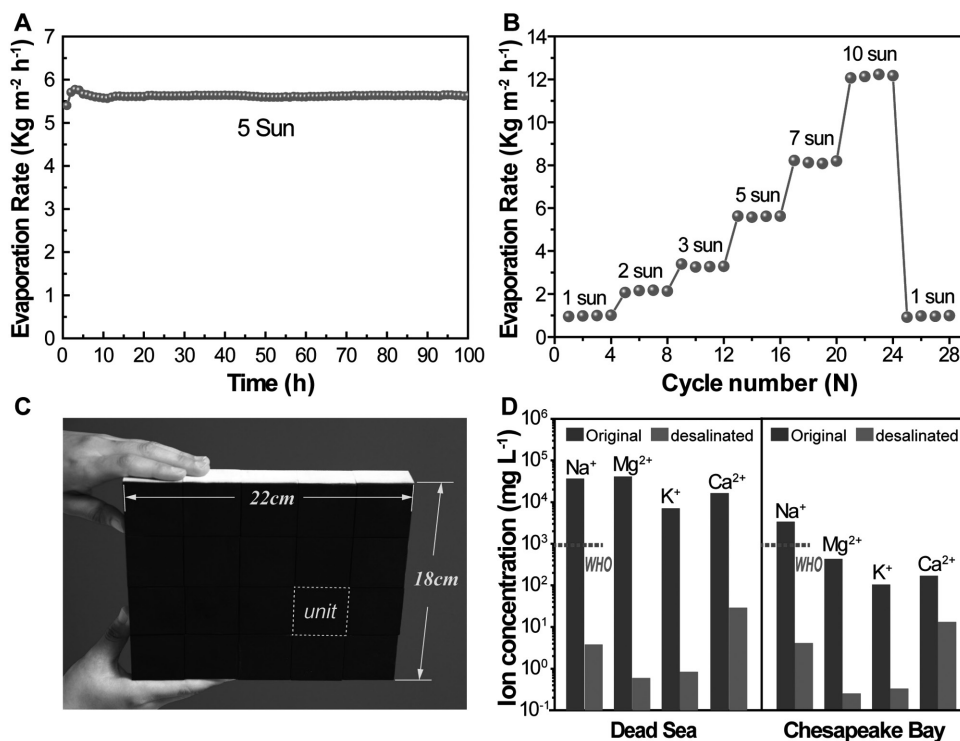 A
Evaporation Rate (Kg m⁻² h⁻¹)
7
6
5
4
3
2
1
0
5 Sun
0 10 20 30 40 50 60 70 80 90 100
Time (h)
B
Evaporation Rate (Kg m⁻² h⁻¹)
14
12
10
8
6
4
2
0
1 sun
2 sun
3 sun
5 sun
7 sun
10 sun
1 sun
0 4 8 12 16 20 24 28
Cycle number (N)
C
22cm
18cm
unit
D
Ion concentration (mg L⁻¹)
10⁶
10⁵
10⁴
10³
10²
10¹
10⁰
10⁻¹
Original desalinated
Na⁺
Mg²⁺
K⁺
Ca²⁺
WHO
Dead Sea
Original desalinated
Na⁺
Mg²⁺
K⁺
Ca²⁺
WHO
Chesapeake Bay